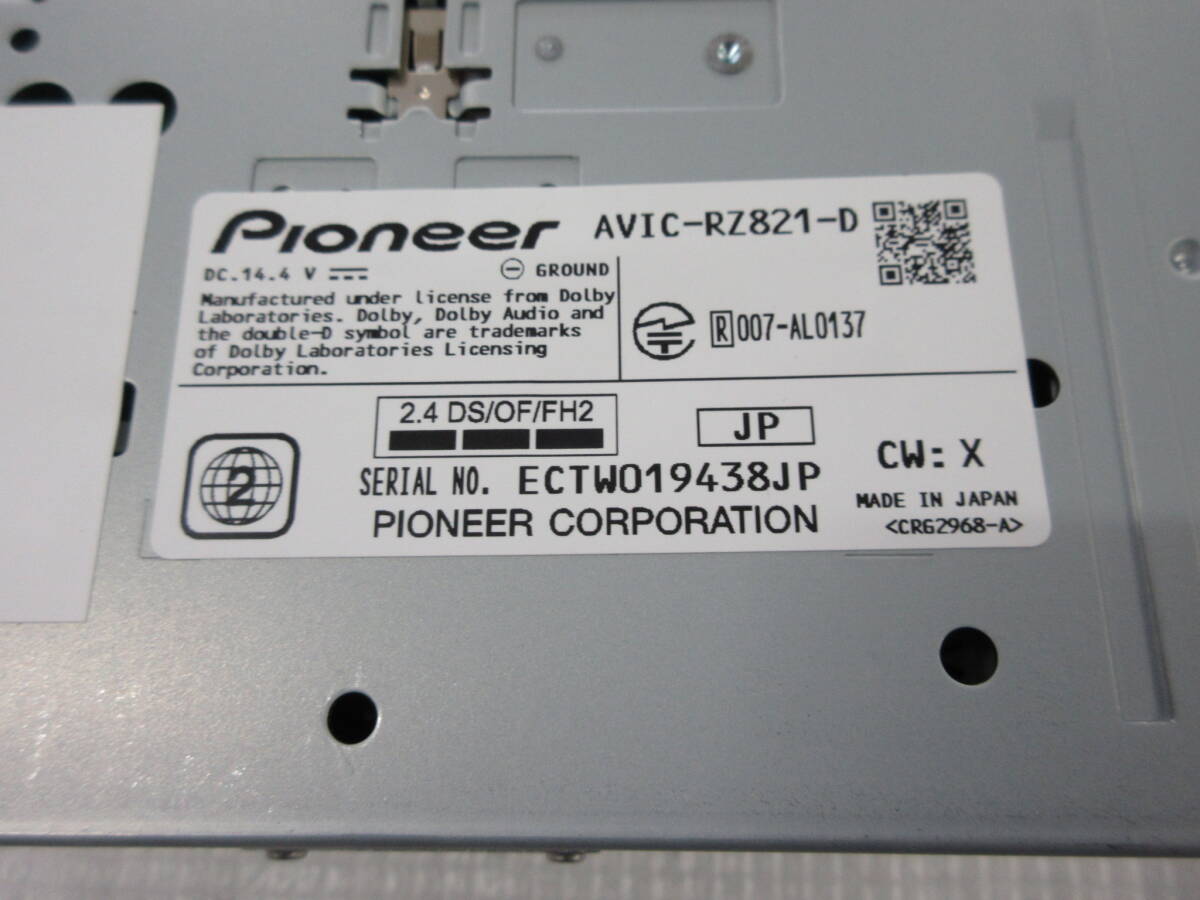 Pioneer AVIC-RZ821-D
DC.14.4 V
GROUND
Manufactured under license from Dolby
Laboratories. Dolby, Dolby Audio and
the double-D symbol are trademarks
of Dolby Laboratories Licensing
Corporation.
R 007-AL0137
2.4 DS/OF/FH2
JP
2
SERIAL NO. ECTW019438JP
PIONEER CORPORATION
CW: X
MADE IN JAPAN
<CRG2968-A>